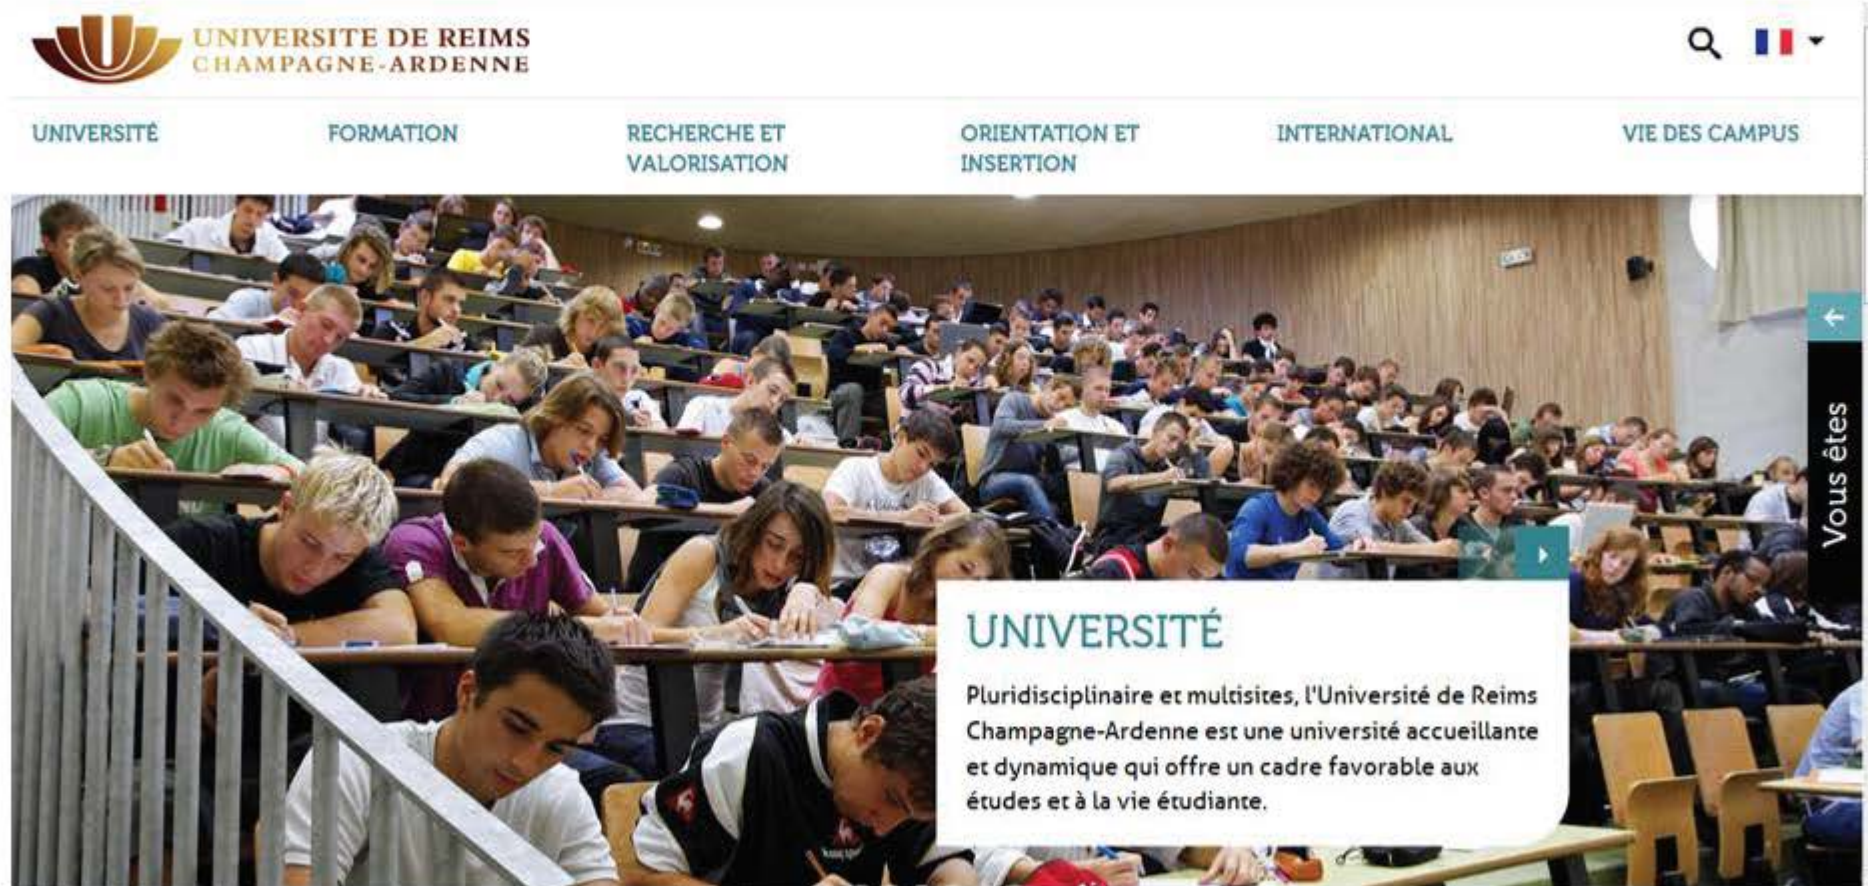 UNIVERSITE DE REIMS
CHAMPAGNE-ARDENNE
UNIVERSITÉ
FORMATION
RECHERCHE ET
VALORISATION
ORIENTATION ET
INSERTION
INTERNATIONAL
VIE DES CAMPUS
Vous êtes
UNIVERSITÉ
Pluridisciplinaire et multisites, l'Université de Reims
Champagne-Ardenne est une université accueillante
et dynamique qui offre un cadre favorable aux
études et à la vie étudiante.